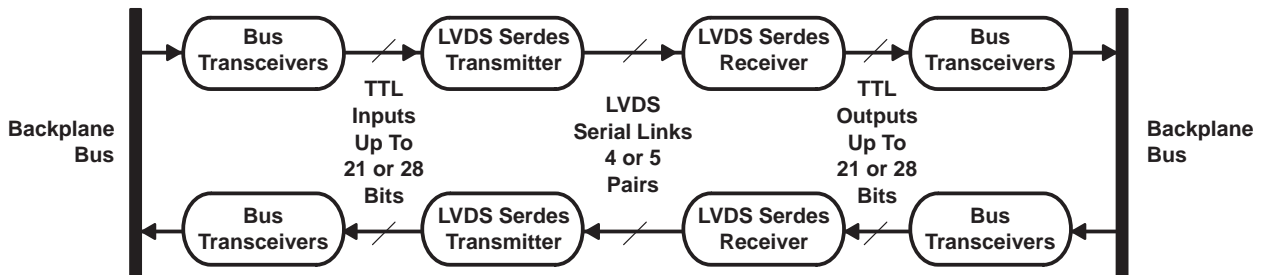 Bus
Transceivers
LVDS Serdes
Transmitter
LVDS Serdes
Receiver
Bus
Transceivers
Backplane
Bus
TTL
Inputs
Up To
21 or 28
Bits
LVDS
Serial Links
4 or 5
Pairs
TTL
Outputs
Up To
21 or 28
Bits
Backplane
Bus
Bus
Transceivers
LVDS Serdes
Transmitter
LVDS Serdes
Receiver
Bus
Transceivers